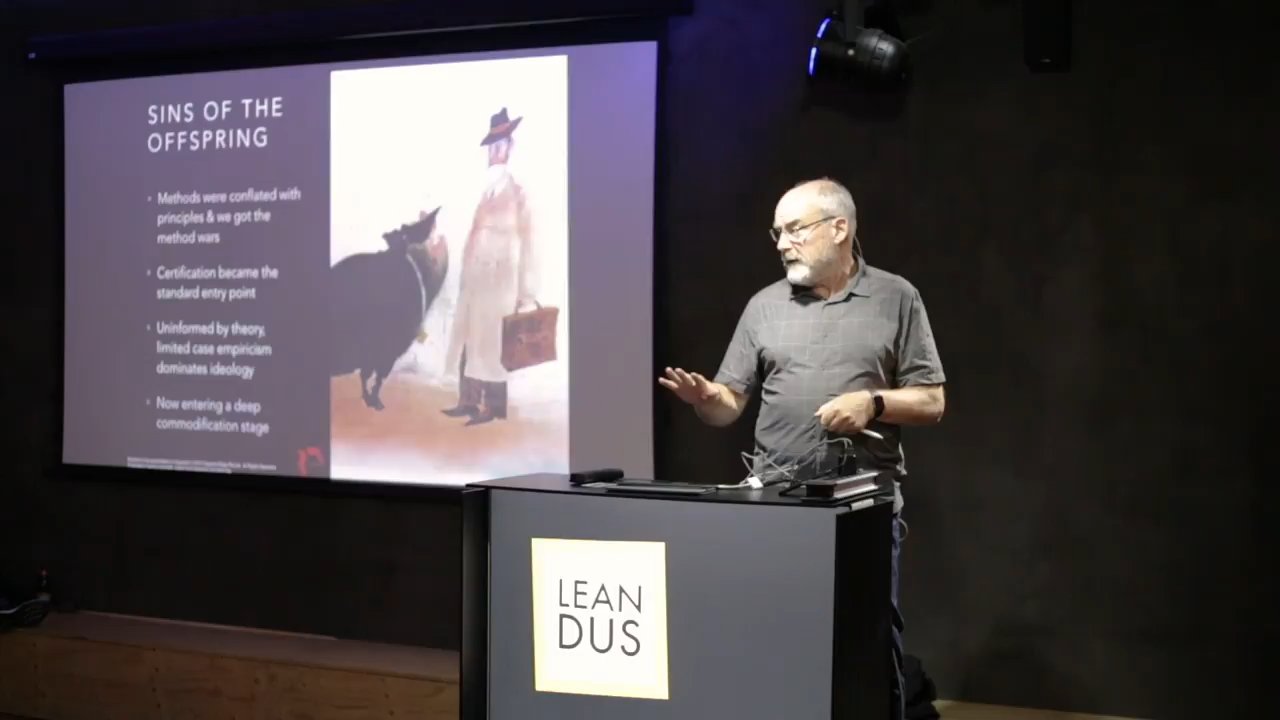 SINS OF THE
OFFSPRING
Methods were conflated with
principles & we got the
method wars
Certification became the
standard entry point
Uninformed by theory,
limited case empiricism
dominates ideology
Now entering a deep
commodification stage
LEAN
DUS